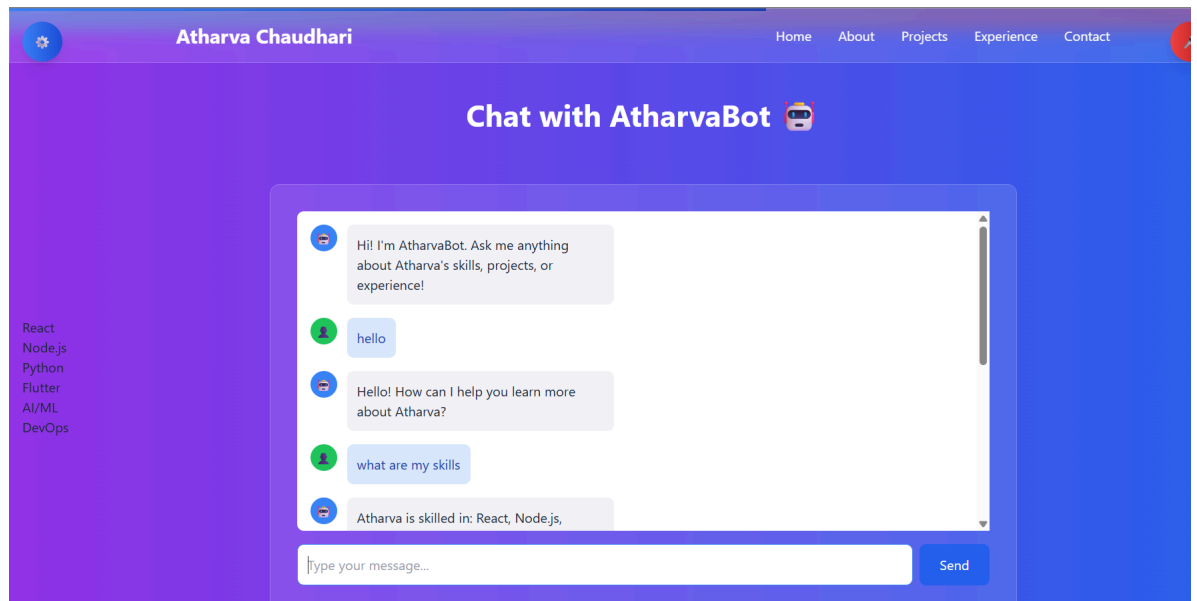 Atharva Chaudhari
Home About Projects Experience Contact
Chat with AtharvaBot
Hi! I'm AtharvaBot. Ask me anything
about Atharva's skills, projects, or
experience!
hello
Hello! How can I help you learn more
about Atharva?
what are my skills
Atharva is skilled in: React, Node.js,
Type your message...
Send
React
Node.js
Python
Flutter
AI/ML
DevOps